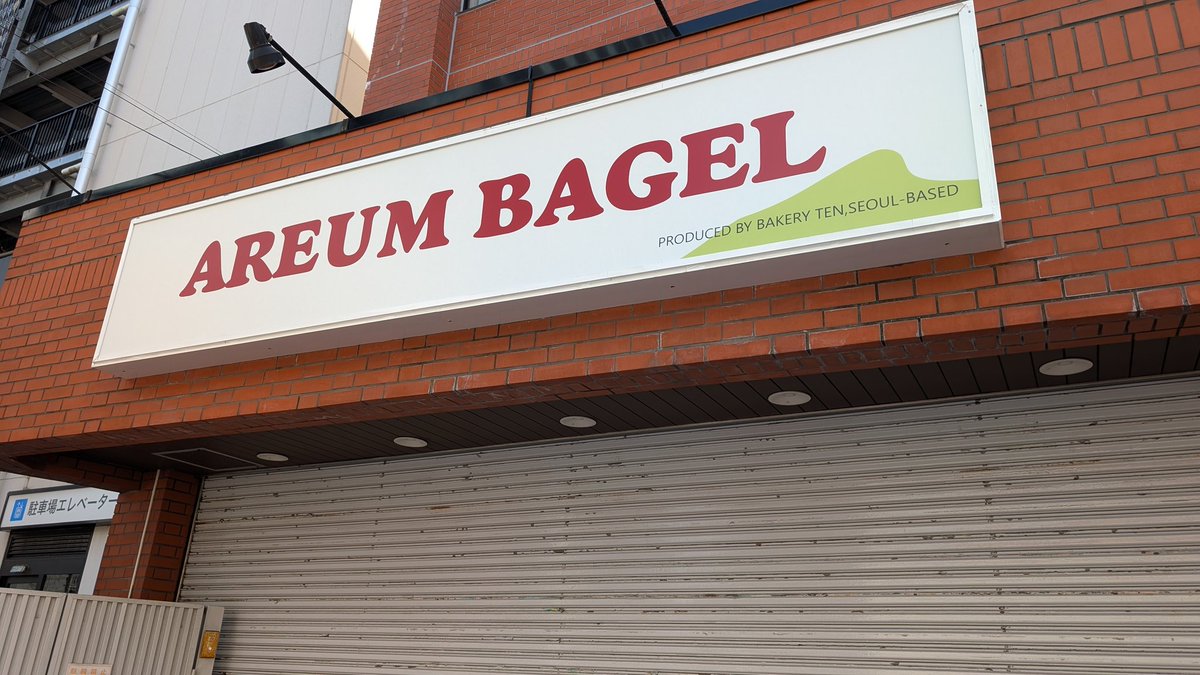 AREUM BAGEL
PRODUCED BY BAKERY TEN,SEOUL-BASED
駐車場エレベーター